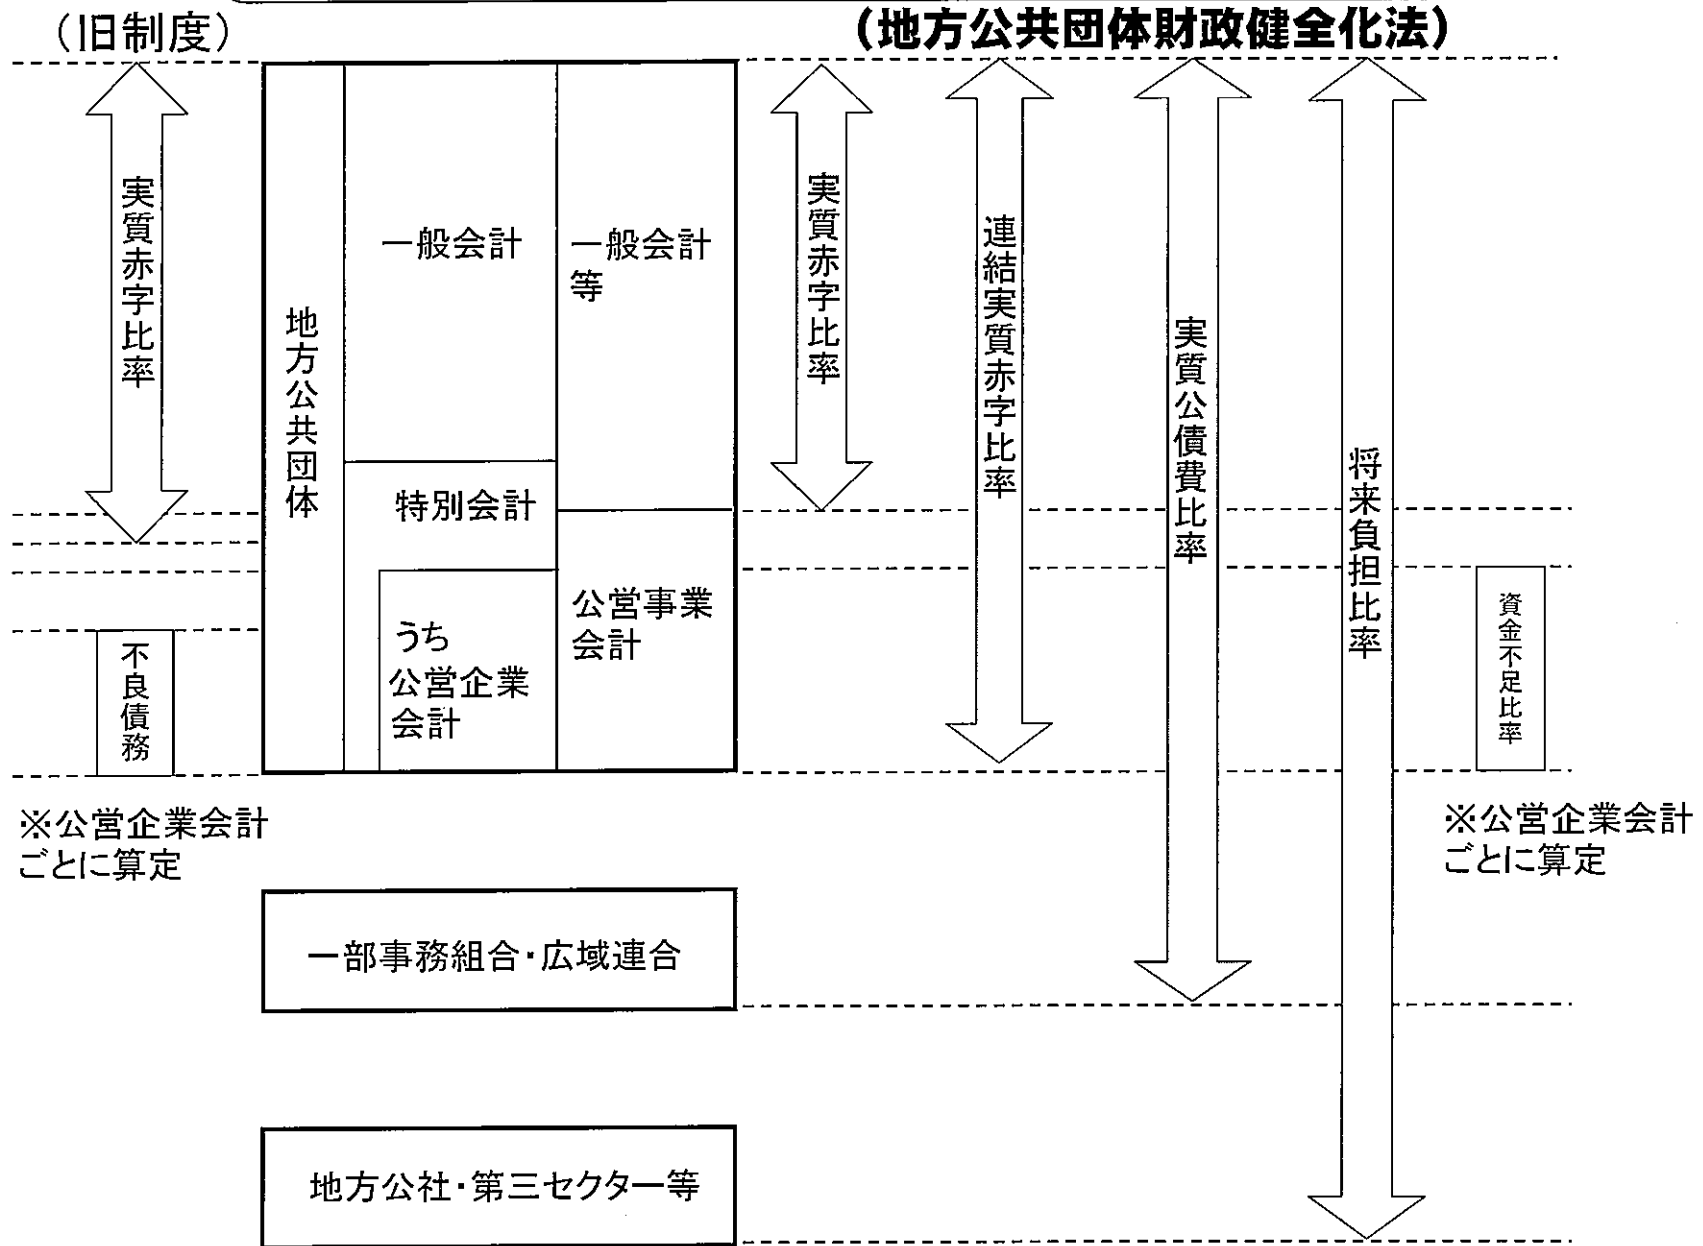 （旧制度）
（地方公共団体財政健全化法）
実質赤字比率
不良債務
※公営企業会計
ごとに算定
地方公共団体
一般会計
特別会計
うち
公営企業
会計
一般会計
等
公営事業
会計
実質赤字比率
連結実質赤字比率
実質公債費比率
将来負担比率
資金不足比率
※公営企業会計
ごとに算定
一部事務組合・広域連合
地方公社・第三セクター等